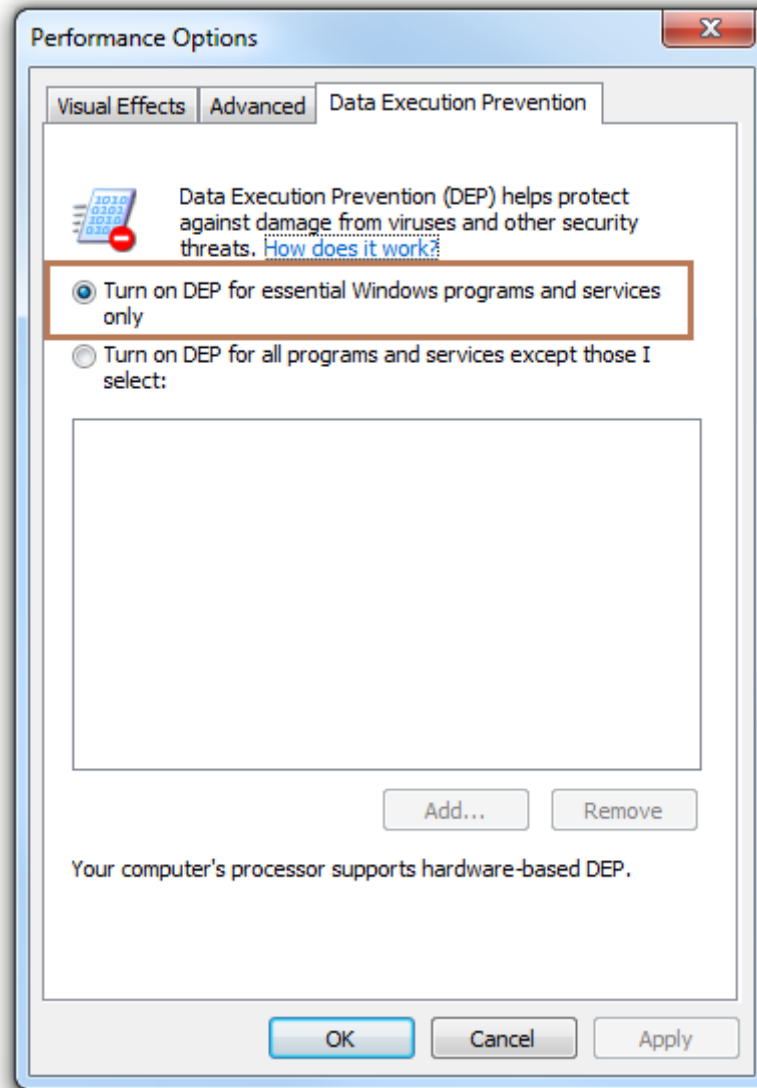 Performance Options
Visual Effects
Advanced
Data Execution Prevention
Data Execution Prevention (DEP) helps protect
against damage from viruses and other security
threats. How does it work?
Turn on DEP for essential Windows programs and services
only
Turn on DEP for all programs and services except those I
select:
Add...
Remove
Your computer's processor supports hardware-based DEP.
OK
Cancel
Apply